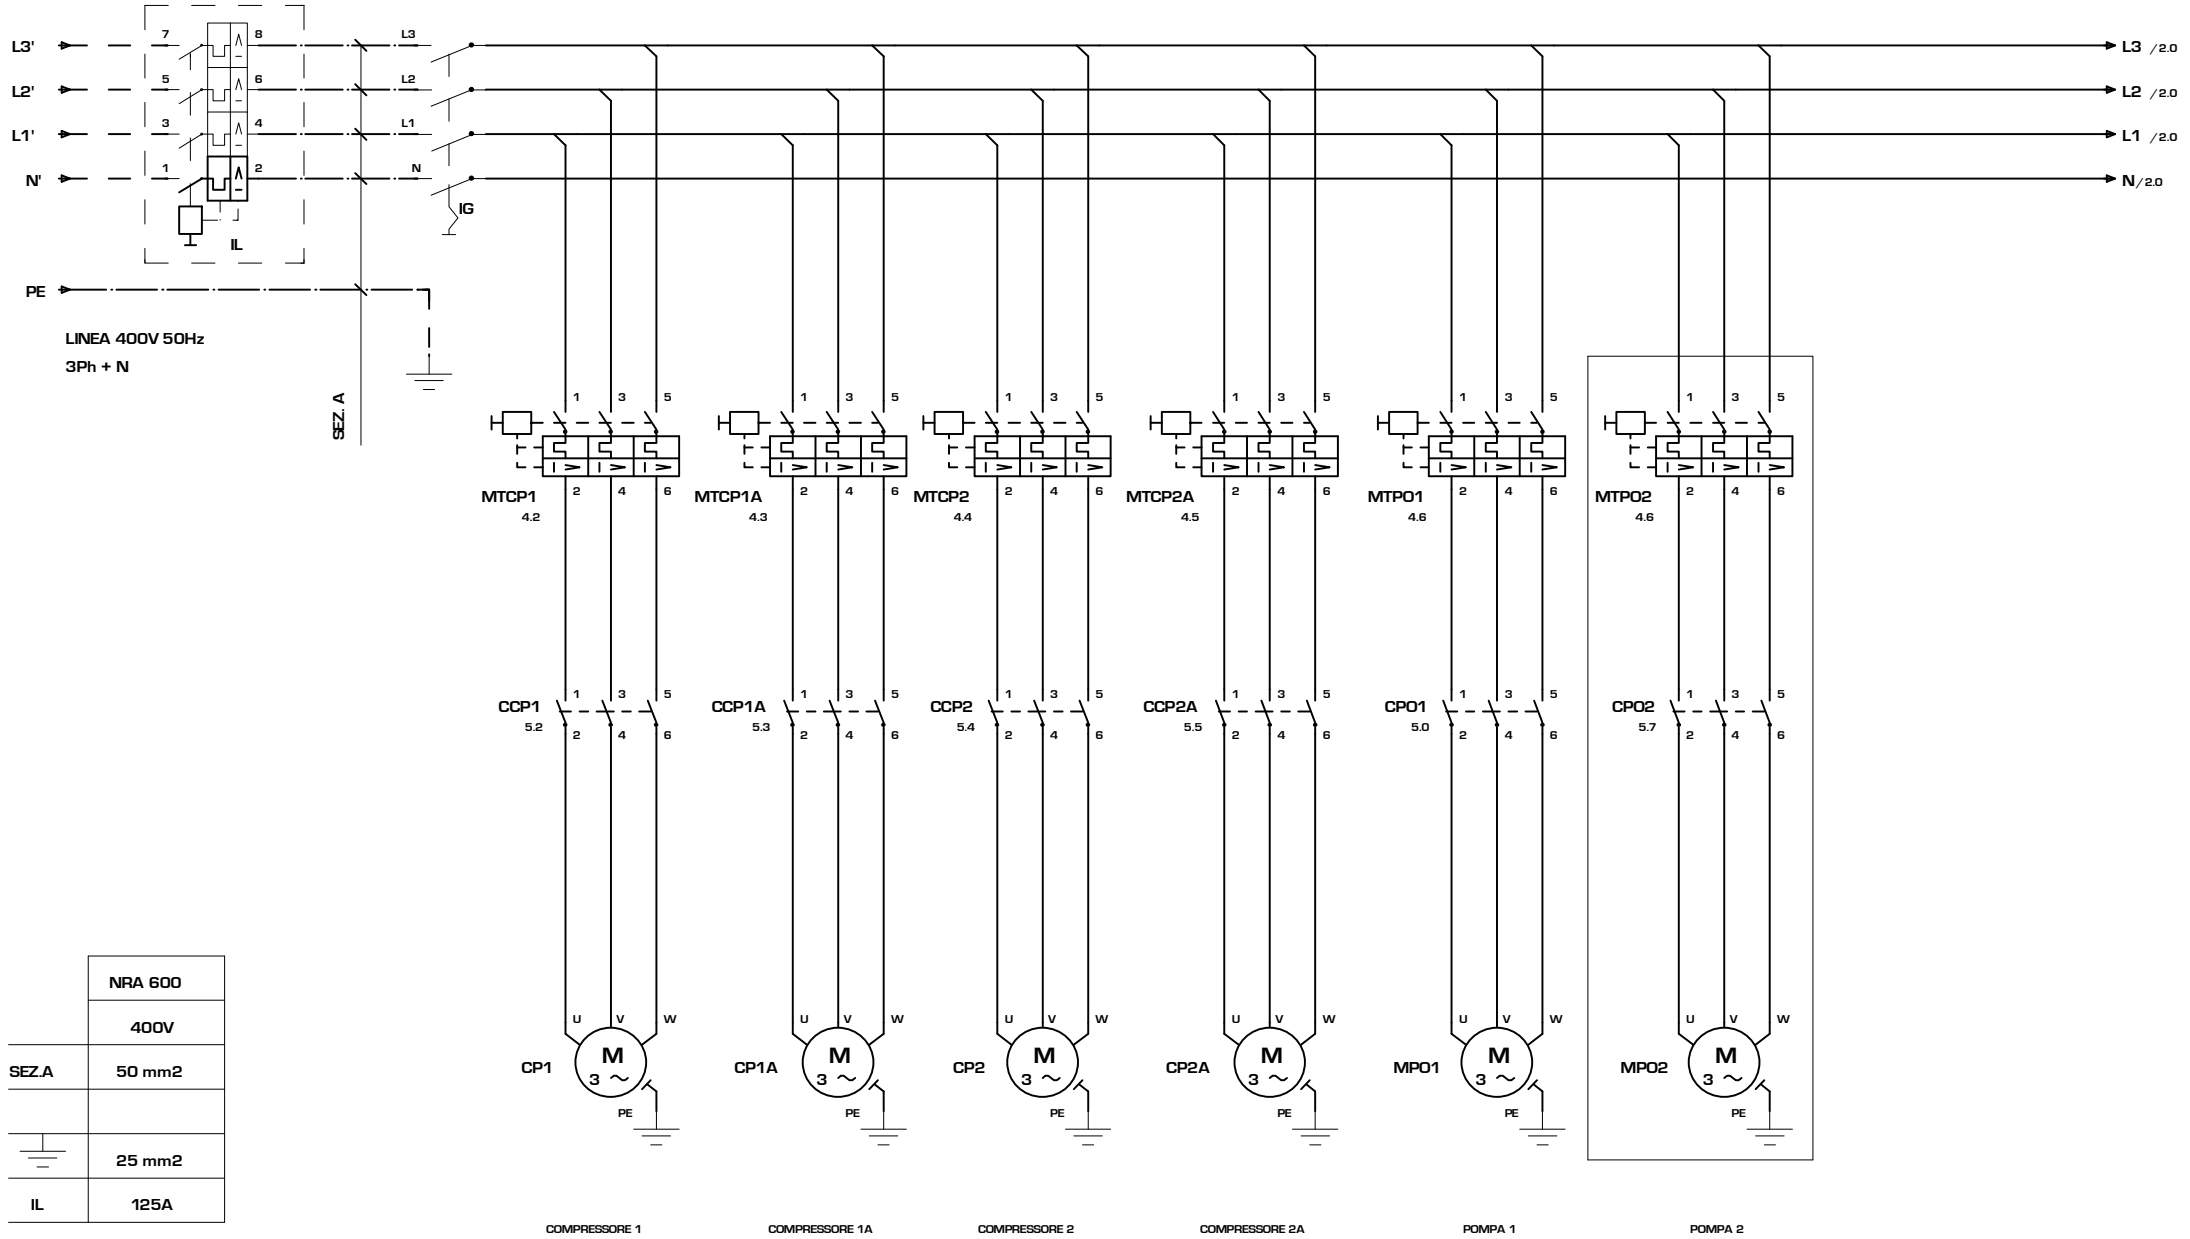 L3' 7 8 L3 L3 /2.0
L2' 5 6 L2 L2 /2.0
L1' 3 4 L1 L1 /2.0
N' 1 2 N N/2.0
IG
IL
PE
LINEA 400V 50Hz
3Ph + N
SEZ. A
1 3 5 1 3 5 1 3 5 1 3 5 1 3 5 1 3 5
MTCP1 2 4 6 MTCP1A 2 4 6 MTCP2 2 4 6 MTCP2A 2 4 6 MTPO1 2 4 6 MTPO2 2 4 6
4.2 4.3 4.4 4.5 4.6 4.6
1 3 5 1 3 5 1 3 5 1 3 5 1 3 5 1 3 5
CCP1 CCP1A CCP2 CCP2A CPO1 CPO2
5.2 5.3 5.4 5.5 5.0 5.7
2 4 6 2 4 6 2 4 6 2 4 6 2 4 6 2 4 6
NRA 600
400V
SEZ.A 50 mm2
25 mm2
IL 125A
U V W U V W U V W U V W U V W U V W
M M M M M M
CP1 CP1A CP2 CP2A MPO1 MPO2
3 ~ 3 ~ 3 ~ 3 ~ 3 ~ 3 ~
PE PE PE PE PE PE
COMPRESSORE 1 COMPRESSORE 1A COMPRESSORE 2 COMPRESSORE 2A POMPA 1 POMPA 2